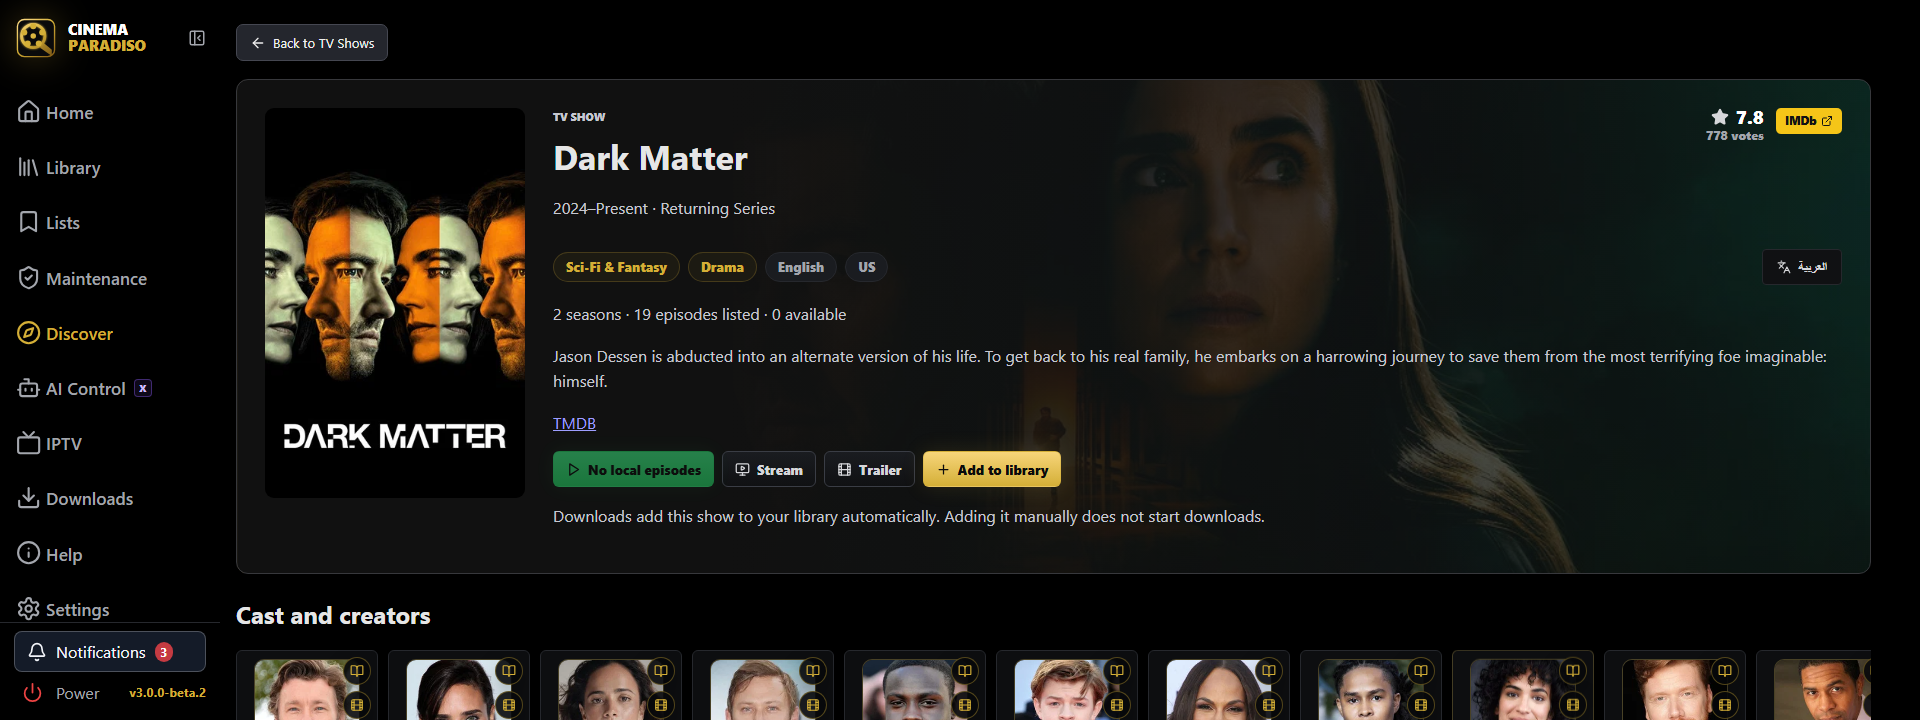 CINEMA
PARADISO
Home
Library
Lists
Maintenance
Discover
AI Control x
IPTV
Downloads
Help
Settings
Notifications 3
Power v3.0.0-beta.2
Back to TV Shows
DARK MATTER
TV SHOW
Dark Matter
2024–Present · Returning Series
7.8
778 votes
IMDb
Sci-Fi & Fantasy Drama English US
العربية
2 seasons · 19 episodes listed · 0 available
Jason Dessen is abducted into an alternate version of his life. To get back to his real family, he embarks on a harrowing journey to save them from the most terrifying foe imaginable:
himself.
TMDB
No local episodes Stream Trailer Add to library
Downloads add this show to your library automatically. Adding it manually does not start downloads.
Cast and creators